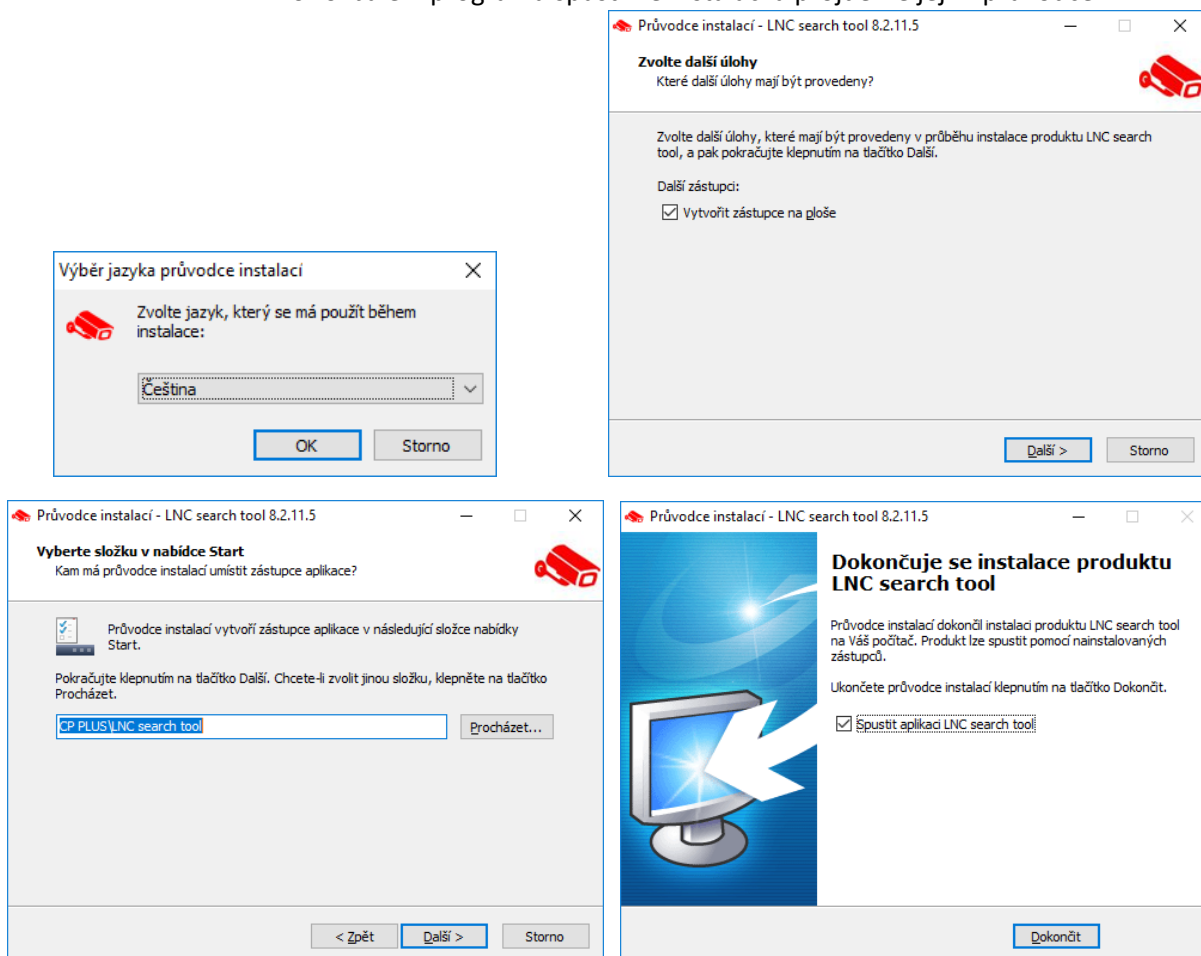 Průvodce instalací - LNC search tool 8.2.11.5
Zvolte další úlohy
Které další úlohy mají být provedeny?
Zvolte další úlohy, které mají být provedeny v průběhu instalace produktu LNC search
tool, a pak pokračujte klepnutím na tlačítko Další.
Další zástupci:
Vytvořit zástupce na ploše
Další >
Storno
Výběr jazyka průvodce instalací
Zvolte jazyk, který se má použít během
instalace:
Čeština
OK
Storno
Průvodce instalací - LNC search tool 8.2.11.5
Vyberte složku v nabídce Start
Kam má průvodce instalací umístit zástupce aplikace?
Průvodce instalací vytvoří zástupce aplikace v následující složce nabídky
Start.
Pokračujte klepnutím na tlačítko Další. Chcete-li zvolit jinou složku, klepněte na tlačítko
Procházet.
CP PLUS\LNC search tool
Procházet...
< Zpět
Další >
Storno
Průvodce instalací - LNC search tool 8.2.11.5
Dokončuje se instalace produktu
LNC search tool
Průvodce instalací dokončil instalaci produktu LNC search tool
na Váš počítač. Produkt lze spustit pomocí nainstalovaných
zástupců.
Ukončete průvodce instalací klepnutím na tlačítko Dokončit.
Spustit aplikaci LNC search tool
Dokončit